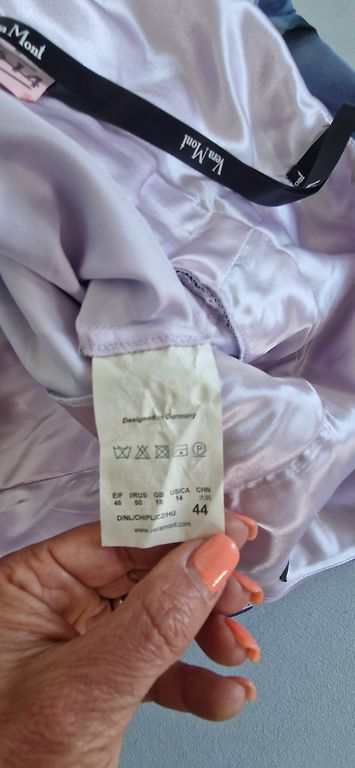 Vera Mont
Vera Mont
Designed in Germany
E/F I/RUS GB US/CA CHN
46 50 18 14
D/NL/CH/PL/CZ/HU 44
www.veramont.com